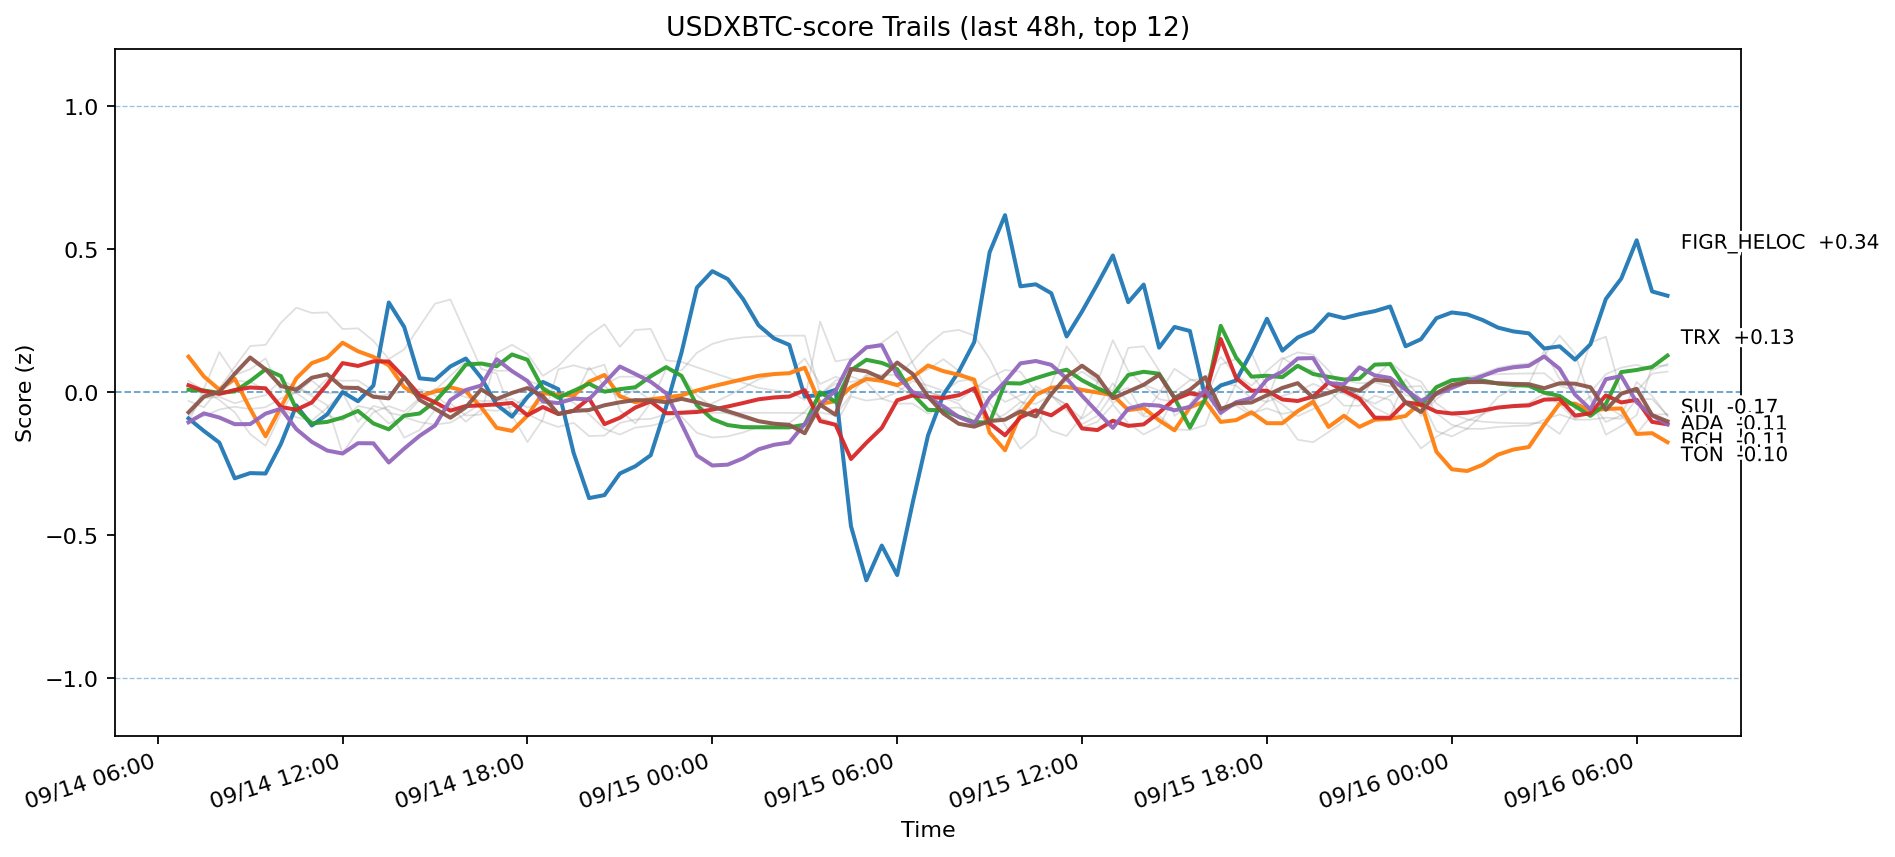 USDXBTC-score Trails (last 48h, top 12)
Score (z)
1.0
0.5
0.0
−0.5
−1.0
FIGR_HELOC +0.34
TRX +0.13
SUI -0.17
ADA -0.11
BCH -0.11
TON -0.10
09/14 06:00
09/14 12:00
09/14 18:00
09/15 00:00
09/15 06:00
09/15 12:00
09/15 18:00
09/16 00:00
09/16 06:00
Time